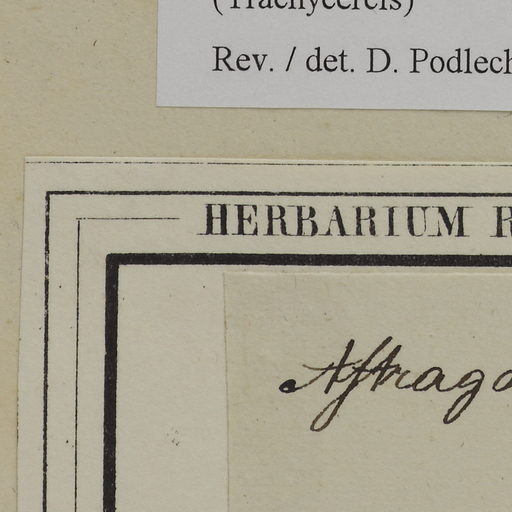 (Trachycercis)
Rev. / det. D. Podlech
HERBARIUM R
Aſtraga